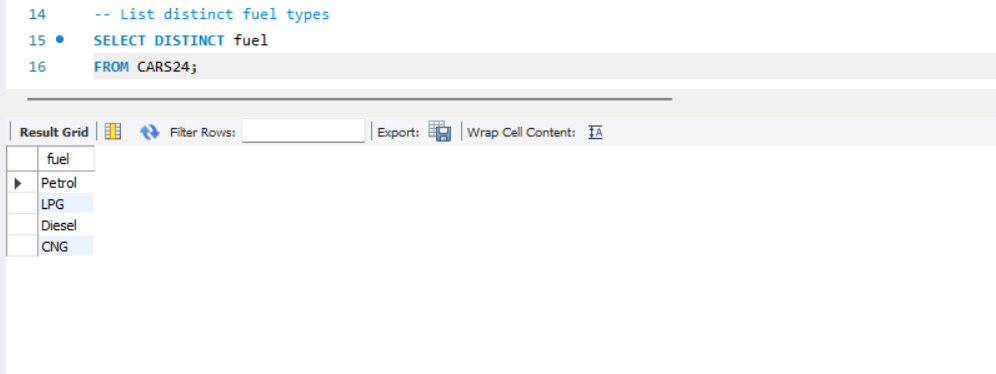 14 -- List distinct fuel types
15 SELECT DISTINCT fuel
16 FROM CARS24;
Result Grid Filter Rows: Export: Wrap Cell Content: IA
fuel
Petrol
LPG
Diesel
CNG